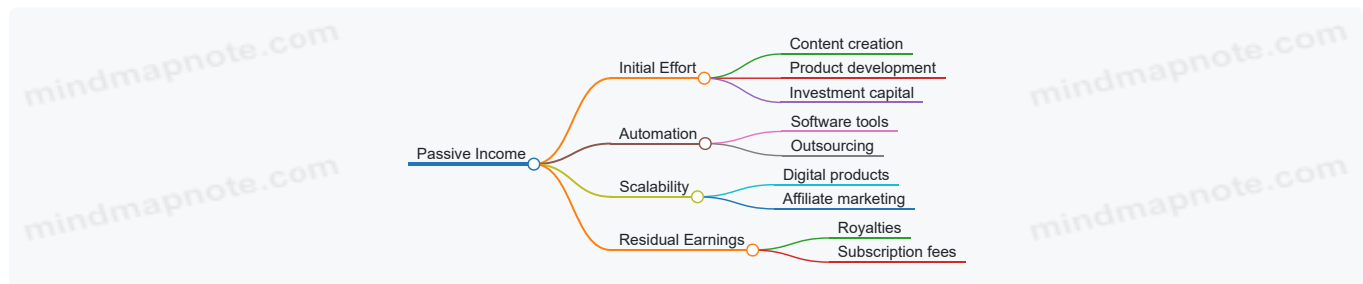 mindmapnote.com
mindmapnote.com
Passive Income
Initial Effort
Content creation
Product development
Investment capital
Automation
Software tools
Outsourcing
Scalability
Digital products
Affiliate marketing
Residual Earnings
Royalties
Subscription fees
mindmapnote.com
mindmapnote.com